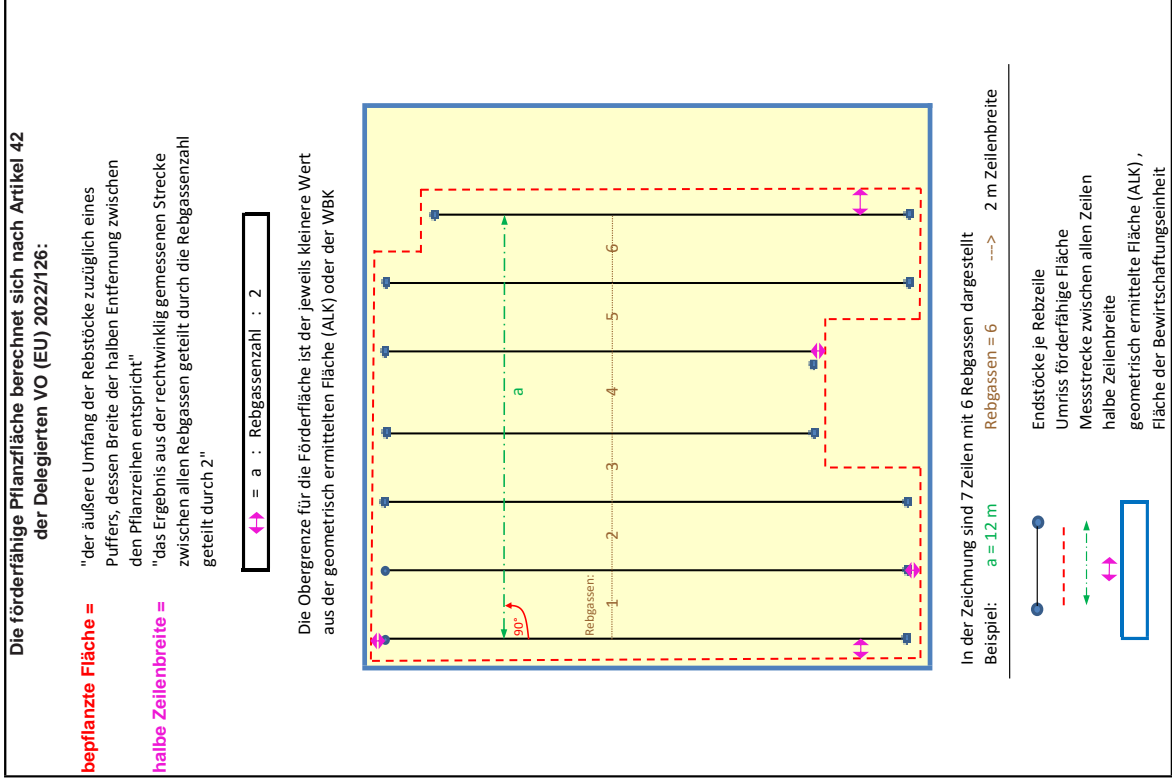 Die förderfähige Pflanzfläche berechnet sich nach Artikel 42
der Delegierten VO (EU) 2022/126:
bepflanzte Fläche = "der äußere Umfang der Rebstöcke zuzüglich eines
Puffers, dessen Breite der halben Entfernung zwischen
den Pflanzreihen entspricht"
halbe Zeilenbreite = "das Ergebnis aus der rechtwinklig gemessenen Strecke
zwischen allen Rebgassen geteilt durch die Rebgassenzahl
geteilt durch 2"
= a : Rebgassenzahl : 2
Die Obergrenze für die Förderfläche ist der jeweils kleinere Wert
aus der geometrisch ermittelten Fläche (ALK) oder der WBK
90°
a
Rebgassen:
1 2 3 4 5 6
In der Zeichnung sind 7 Zeilen mit 6 Rebgassen dargestellt
Beispiel: a = 12 m Rebgassen = 6 ---> 2 m Zeilenbreite
Endstöcke je Rebzeile
Umriss förderfähige Fläche
Messstrecke zwischen allen Zeilen
halbe Zeilenbreite
geometrisch ermittelte Fläche (ALK) ,
Fläche der Bewirtschaftungseinheit